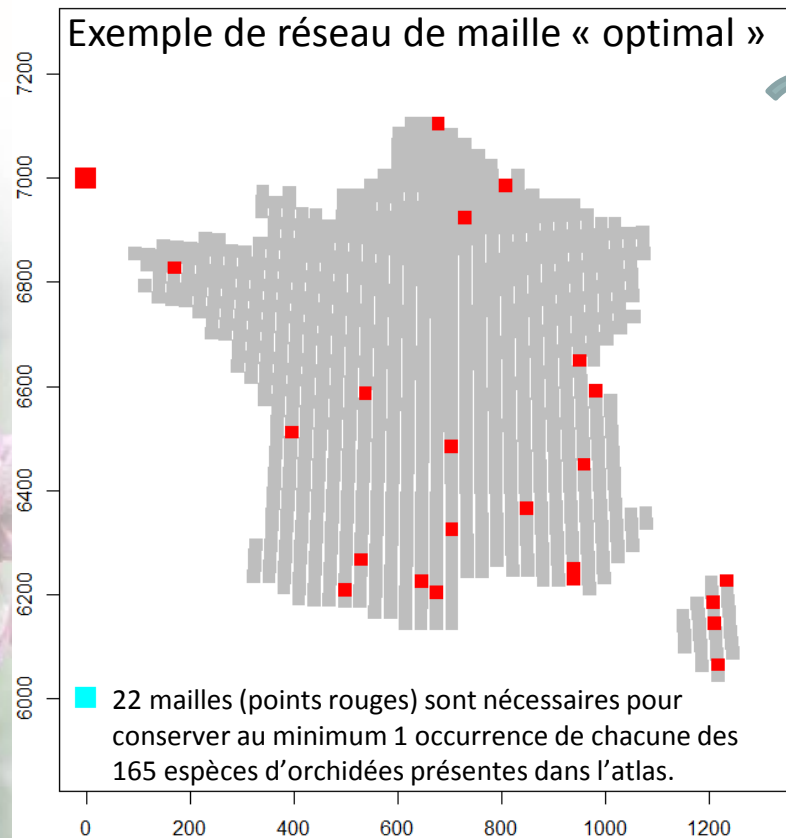 Exemple de réseau de maille « optimal »
7200
7000
6800
6600
6400
6200
6000
22 mailles (points rouges) sont nécessaires pour
conserver au minimum 1 occurrence de chacune des
165 espèces d’orchidées présentes dans l’atlas.
0 200 400 600 800 1000 1200